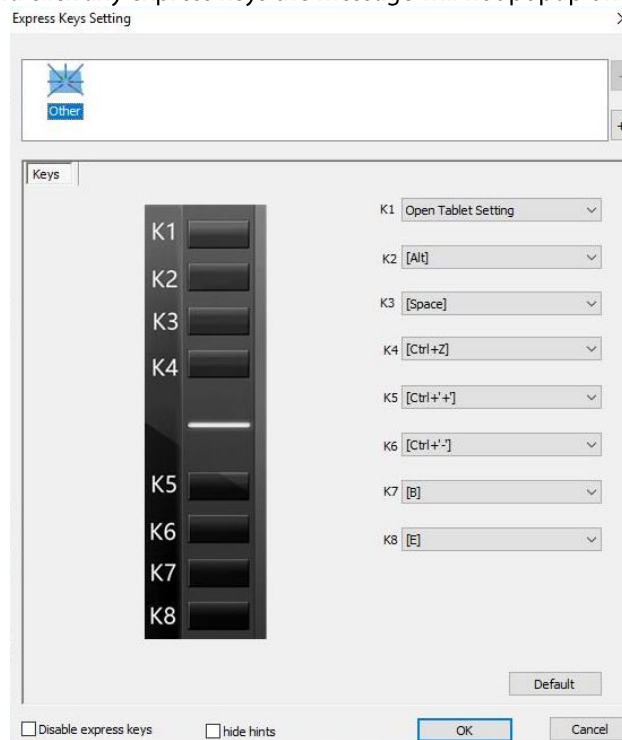 Express Keys Setting
Other
Keys
K1
K2
K3
K4
K5
K6
K7
K8
K1 Open Tablet Setting
K2 [Alt]
K3 [Space]
K4 [Ctrl+Z]
K5 [Ctrl+'+']
K6 [Ctrl+'-']
K7 [B]
K8 [E]
Default
Disable express keys
hide hints
OK
Cancel